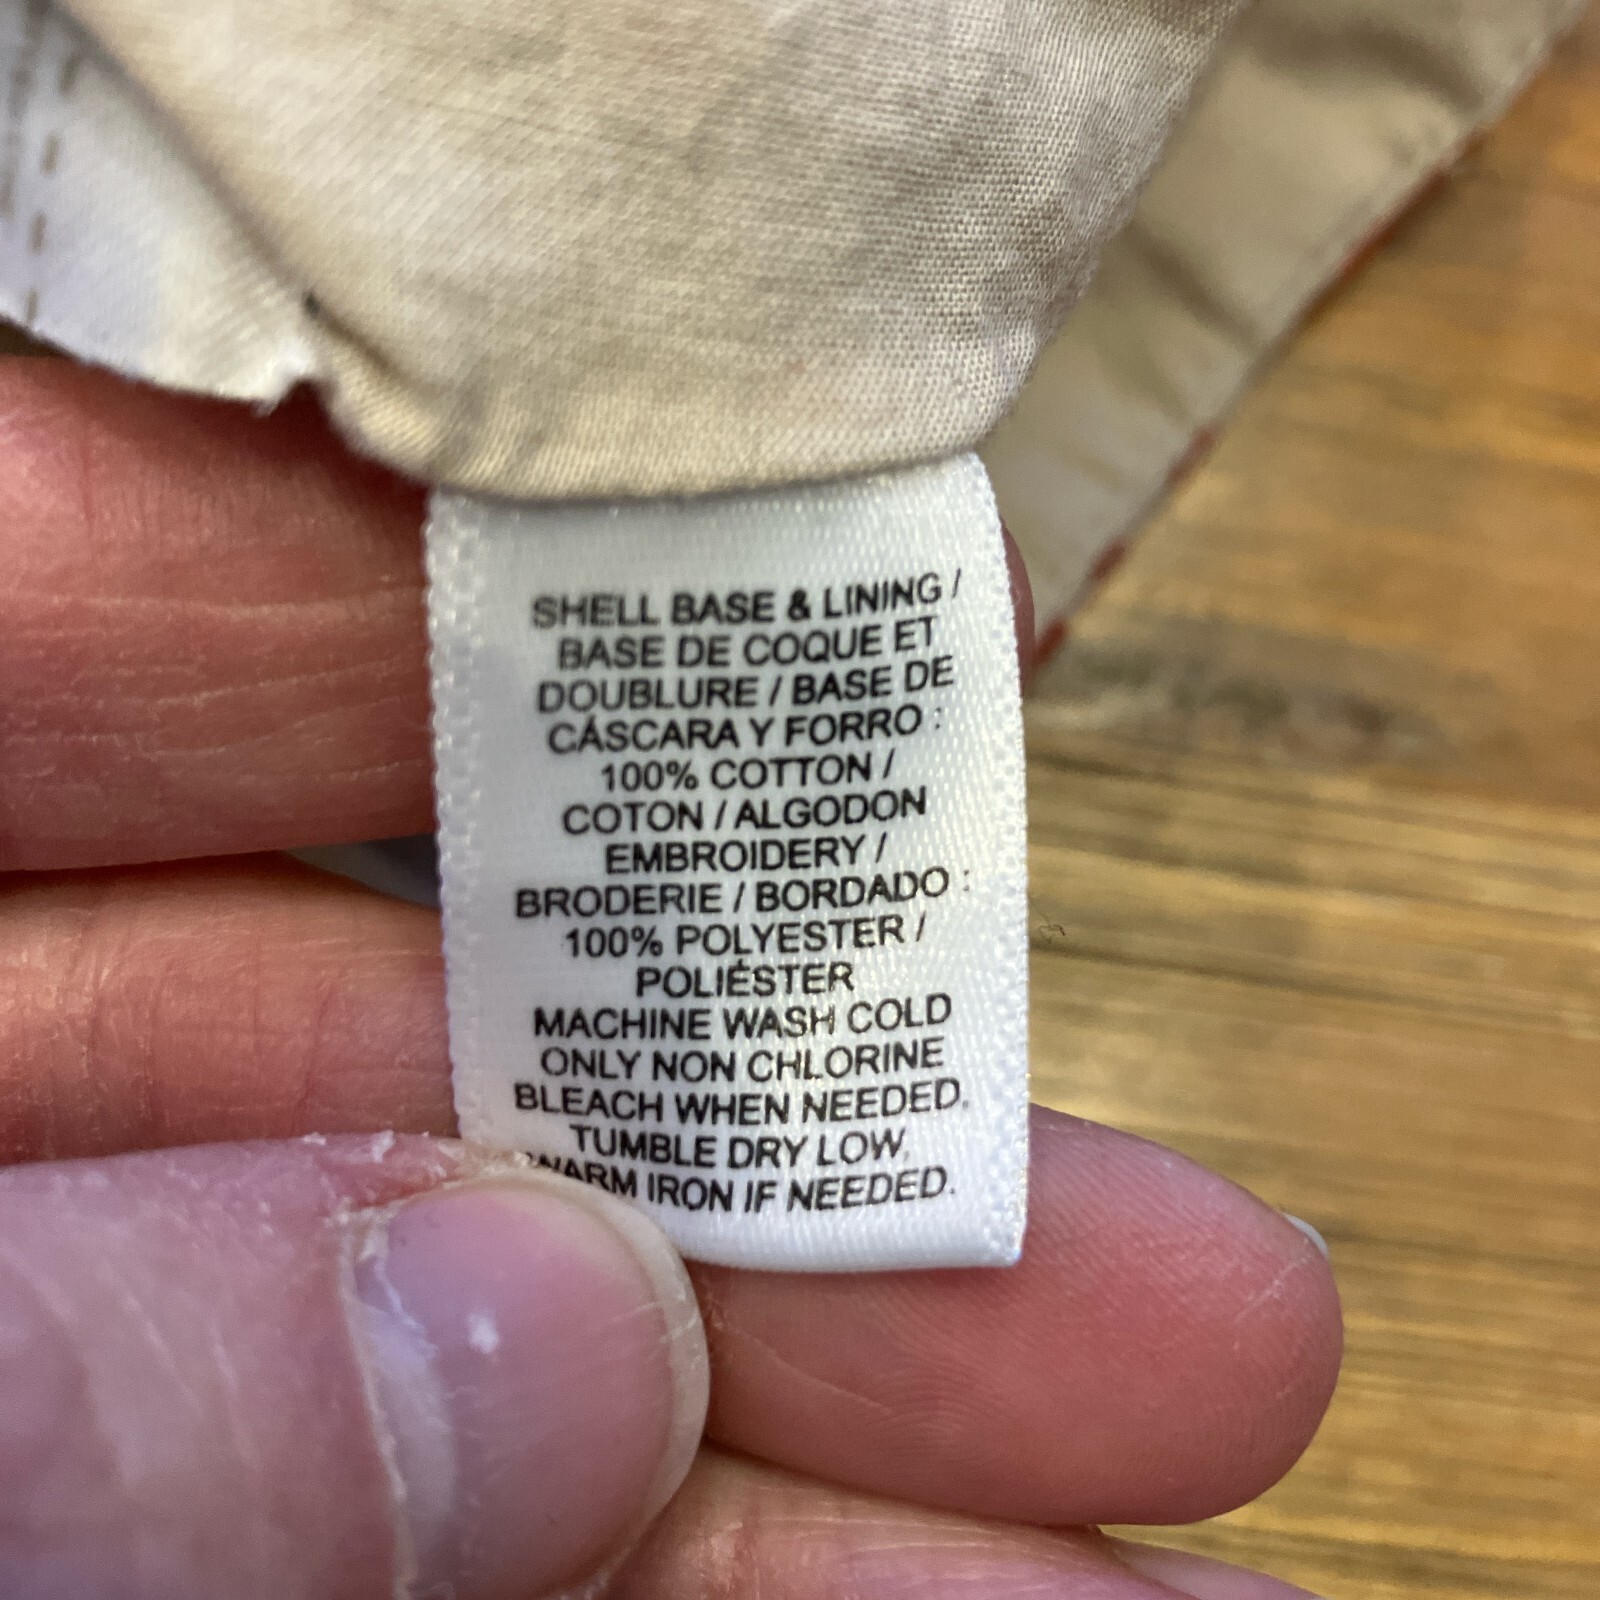 SHELL BASE & LINING /
BASE DE COQUE ET
DOUBLURE / BASE DE
CÁSCARA Y FORRO :
100% COTTON /
COTON / ALGODON
EMBROIDERY /
BRODERIE / BORDADO :
100% POLYESTER /
POLIÉSTER
MACHINE WASH COLD
ONLY NON CHLORINE
BLEACH WHEN NEEDED.
TUMBLE DRY LOW.
WARM IRON IF NEEDED.